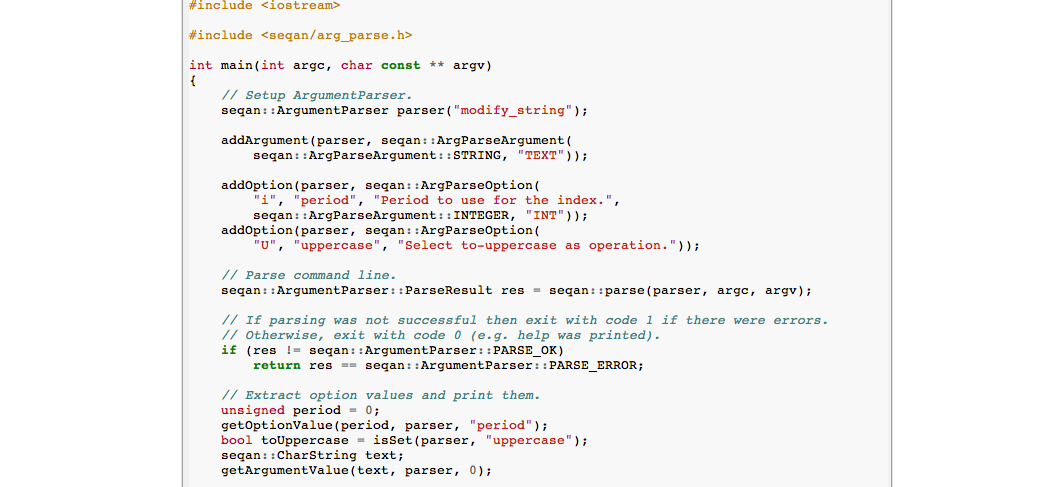 #include <iostream>
#include <seqan/arg_parse.h>
int main(int argc, char const ** argv)
{
// Setup ArgumentParser.
seqan::ArgumentParser parser("modify_string");
addArgument(parser, seqan::ArgParseArgument(
seqan::ArgParseArgument::STRING, "TEXT"));
addOption(parser, seqan::ArgParseOption(
"i", "period", "Period to use for the index.",
seqan::ArgParseArgument::INTEGER, "INT"));
addOption(parser, seqan::ArgParseOption(
"U", "uppercase", "Select to-uppercase as operation."));
// Parse command line.
seqan::ArgumentParser::ParseResult res = seqan::parse(parser, argc, argv);
// If parsing was not successful then exit with code 1 if there were errors.
// Otherwise, exit with code 0 (e.g. help was printed).
if (res != seqan::ArgumentParser::PARSE_OK)
return res == seqan::ArgumentParser::PARSE_ERROR;
// Extract option values and print them.
unsigned period = 0;
getOptionValue(period, parser, "period");
bool toUppercase = isSet(parser, "uppercase");
seqan::CharString text;
getArgumentValue(text, parser, 0);